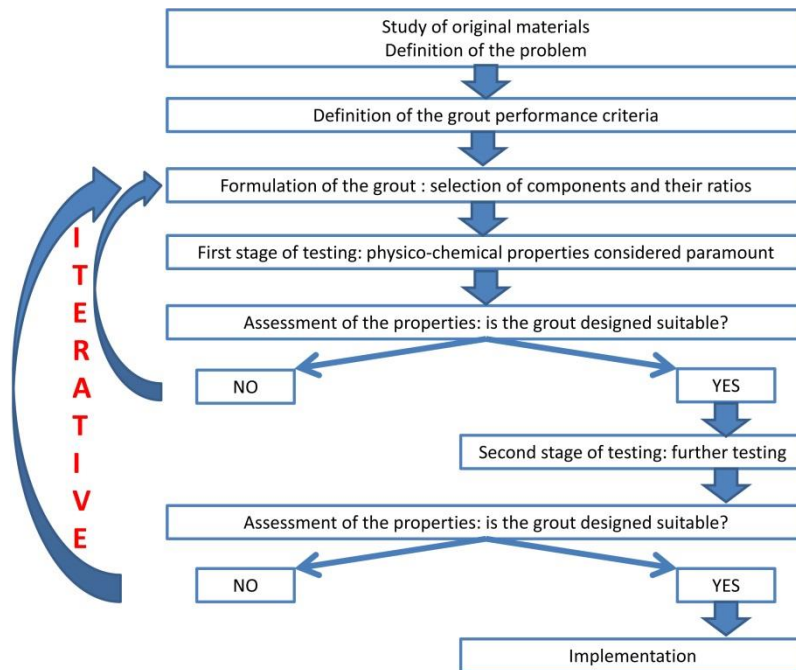 Study of original materials
Definition of the problem
Definition of the grout performance criteria
Formulation of the grout : selection of components and their ratios
First stage of testing: physico-chemical properties considered paramount
Assessment of the properties: is the grout designed suitable?
NO
YES
Second stage of testing: further testing
Assessment of the properties: is the grout designed suitable?
NO
YES
Implementation
ITERATIVE